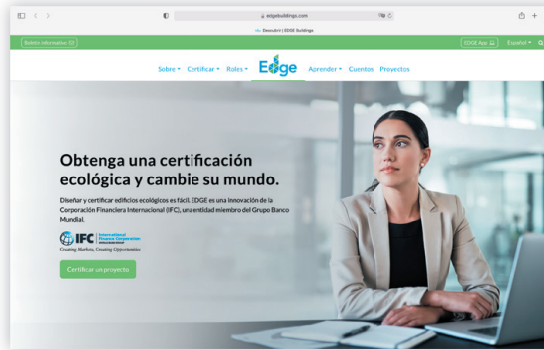 edgebuildings.com
Descubrir | EDGE Buildings
Boletín informativo
EDGE App
Español
Sobre
Certificar
Roles
Edge
Aprender
Cuentos
Proyectos
Obtenga una certificación
ecológica y cambie su mundo.
Diseñar y certificar edificios ecológicos es fácil. EDGE es una innovación de la
Corporación Financiera Internacional (IFC), una entidad miembro del Grupo Banco
Mundial.
IFC
International
Finance Corporation
WORLD BANK GROUP
Creating Markets, Creating Opportunities
Certificar un proyecto